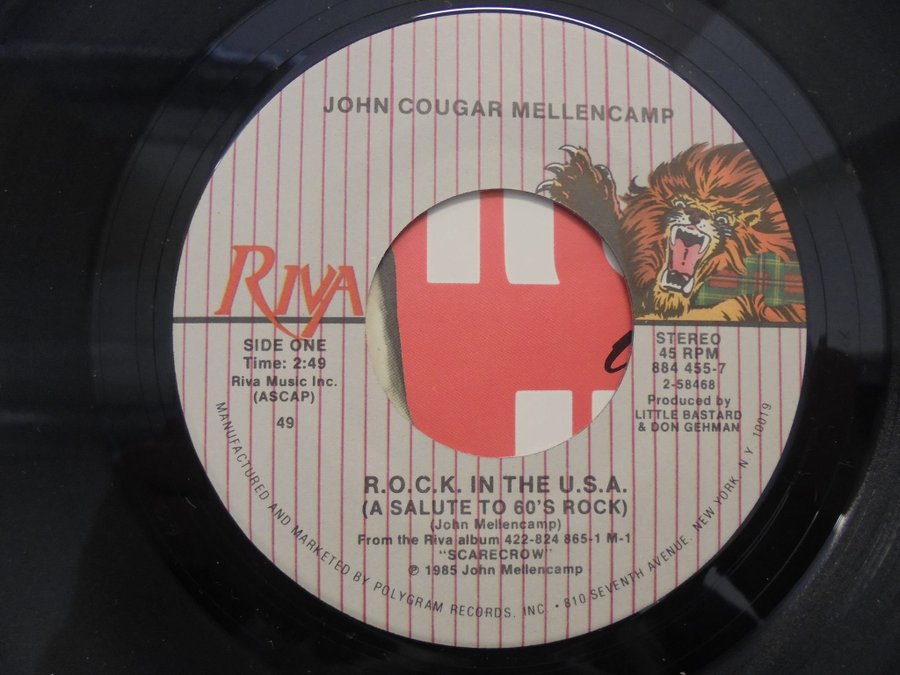 JOHN COUGAR MELLENCAMP
RIVA
SIDE ONE
Time: 2:49
Riva Music Inc.
(ASCAP)
49
STEREO
45 RPM
884 455-7
2-58468
Produced by
LITTLE BASTARD
& DON GEHMAN
R.O.C.K. IN THE U.S.A.
(A SALUTE TO 60'S ROCK)
(John Mellencamp)
From the Riva album 422-824 865-1 M-1
"SCARECROW"
℗ 1985 John Mellencamp
MANUFACTURED AND MARKETED BY POLYGRAM RECORDS, INC • 810 SEVENTH AVENUE, NEW YORK, N.Y. 10019